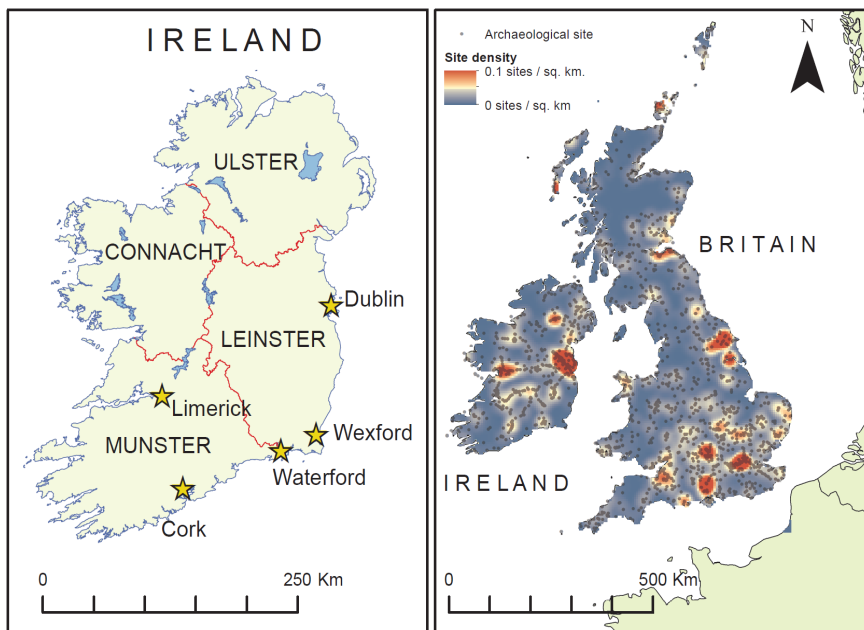 IRELAND
ULSTER
CONNACHT
Dublin
LEINSTER
Limerick
Wexford
MUNSTER
Waterford
Cork
0 250 Km
Archaeological site
Site density
0.1 sites / sq. km.
0 sites / sq. km
N
BRITAIN
IRELAND
0 500 Km